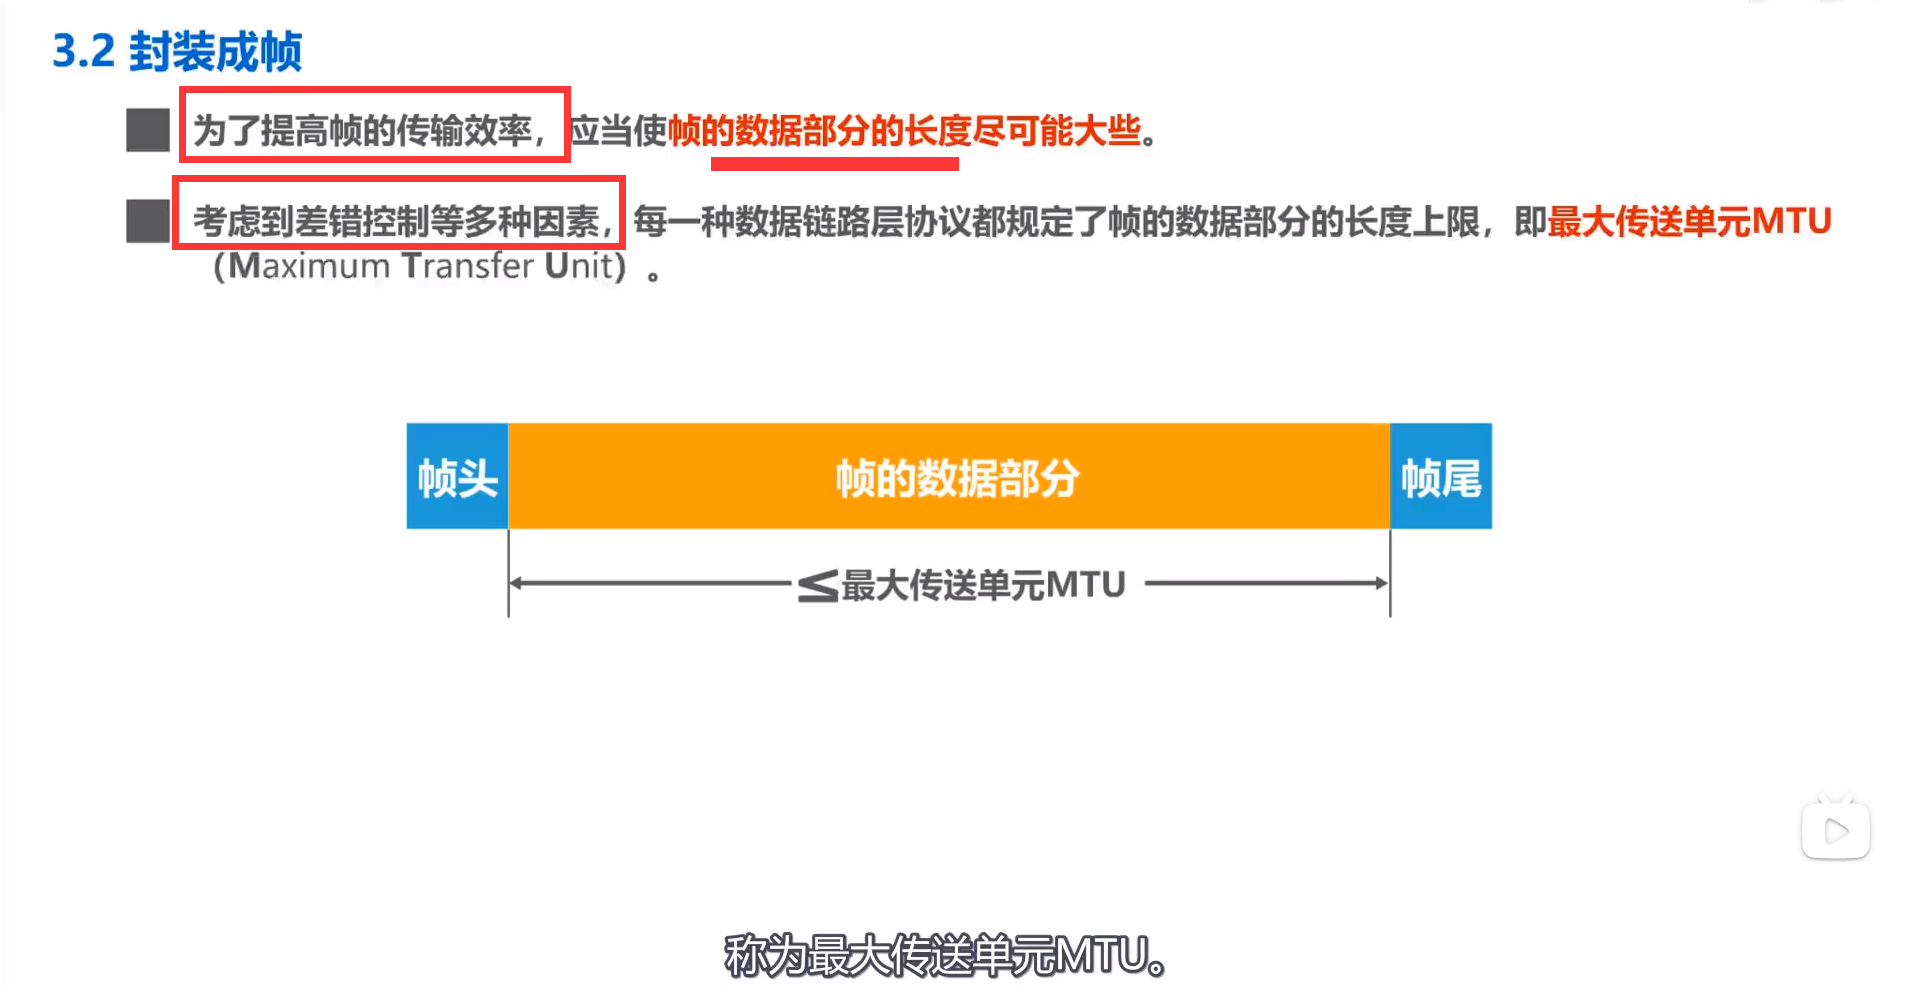 3.2 封装成帧
为了提高帧的传输效率，应当使帧的数据部分的长度尽可能大些。
考虑到差错控制等多种因素，每一种数据链路层协议都规定了帧的数据部分的长度上限，即最大传送单元MTU
（Maximum Transfer Unit）。
帧头 帧的数据部分 帧尾
≦最大传送单元MTU
称为最大传送单元MTU。